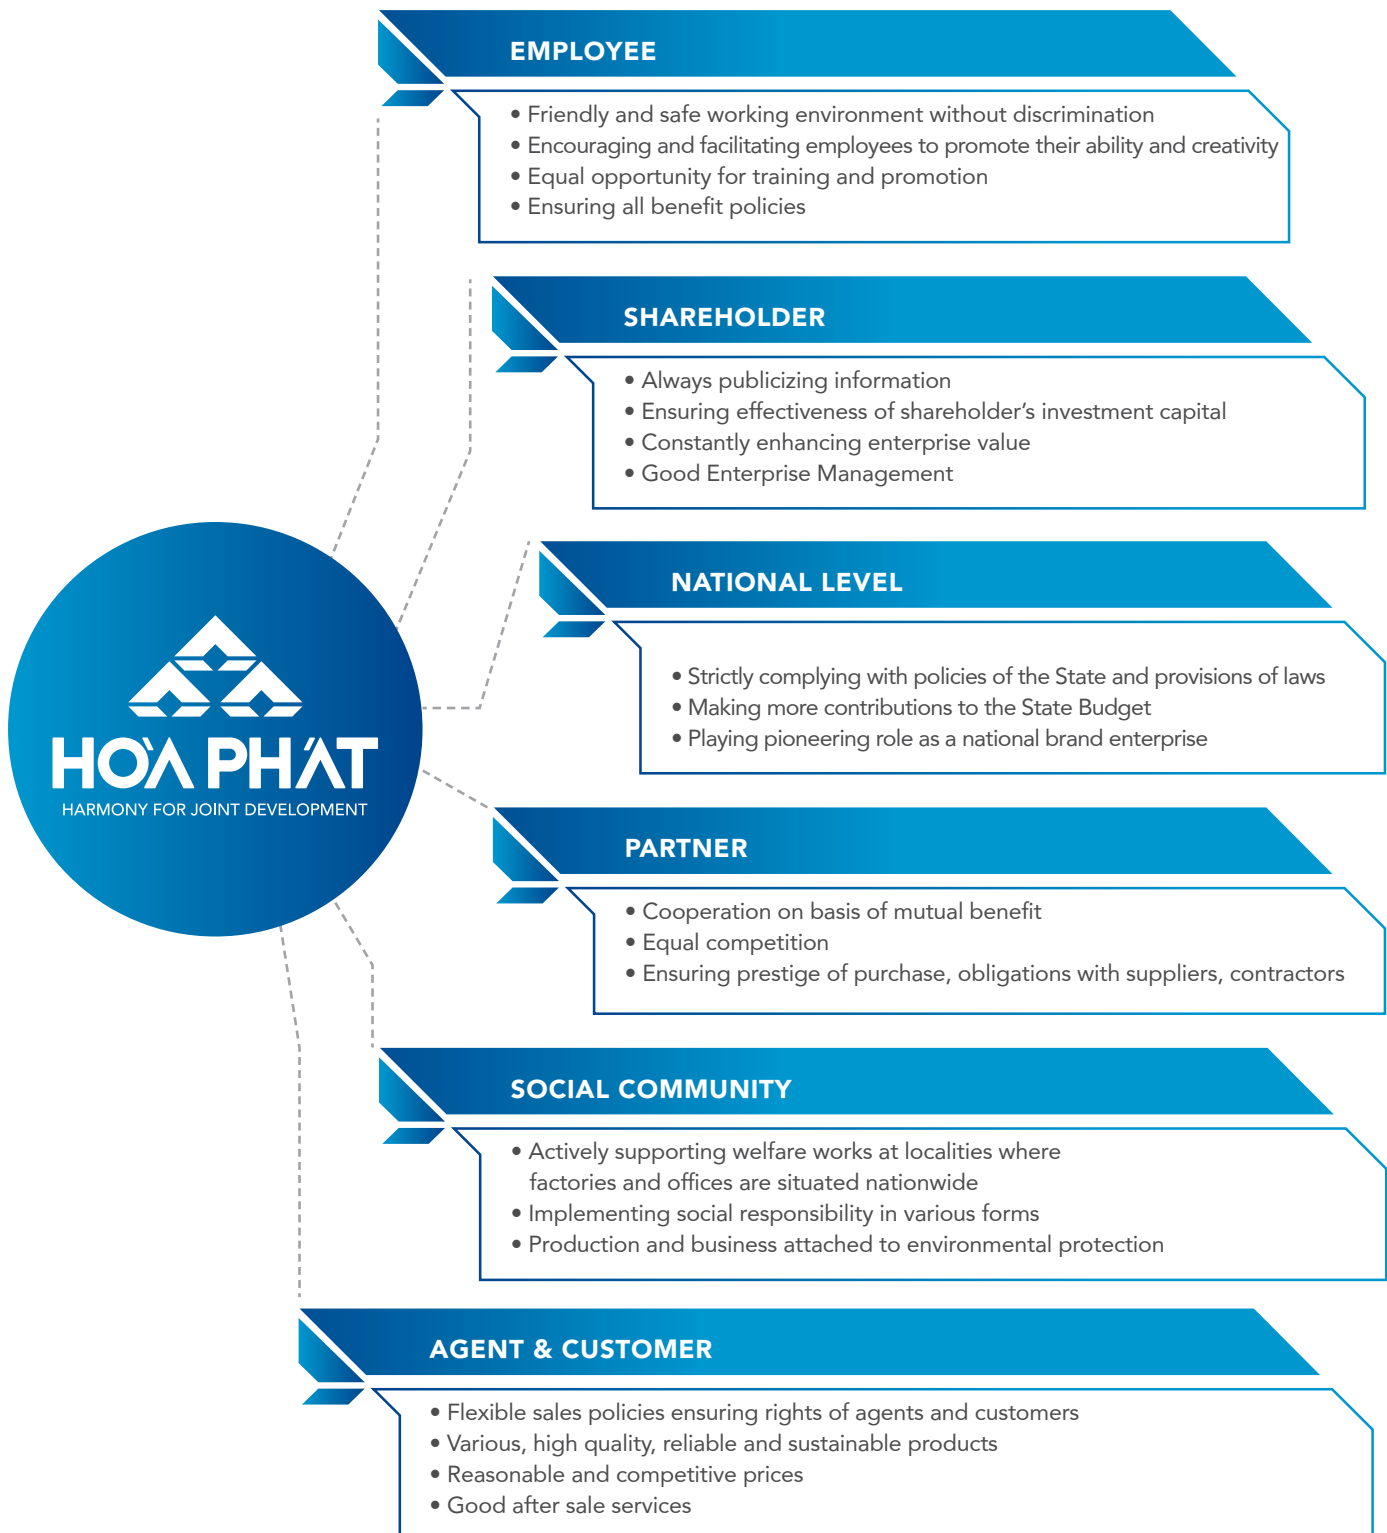 EMPLOYEE
• Friendly and safe working environment without discrimination
• Encouraging and facilitating employees to promote their ability and creativity
• Equal opportunity for training and promotion
• Ensuring all benefit policies
SHAREHOLDER
• Always publicizing information
• Ensuring effectiveness of shareholder’s investment capital
• Constantly enhancing enterprise value
• Good Enterprise Management
NATIONAL LEVEL
• Strictly complying with policies of the State and provisions of laws
• Making more contributions to the State Budget
• Playing pioneering role as a national brand enterprise
HÒA PHÁT
HARMONY FOR JOINT DEVELOPMENT
PARTNER
• Cooperation on basis of mutual benefit
• Equal competition
• Ensuring prestige of purchase, obligations with suppliers, contractors
SOCIAL COMMUNITY
• Actively supporting welfare works at localities where
factories and offices are situated nationwide
• Implementing social responsibility in various forms
• Production and business attached to environmental protection
AGENT & CUSTOMER
• Flexible sales policies ensuring rights of agents and customers
• Various, high quality, reliable and sustainable products
• Reasonable and competitive prices
• Good after sale services